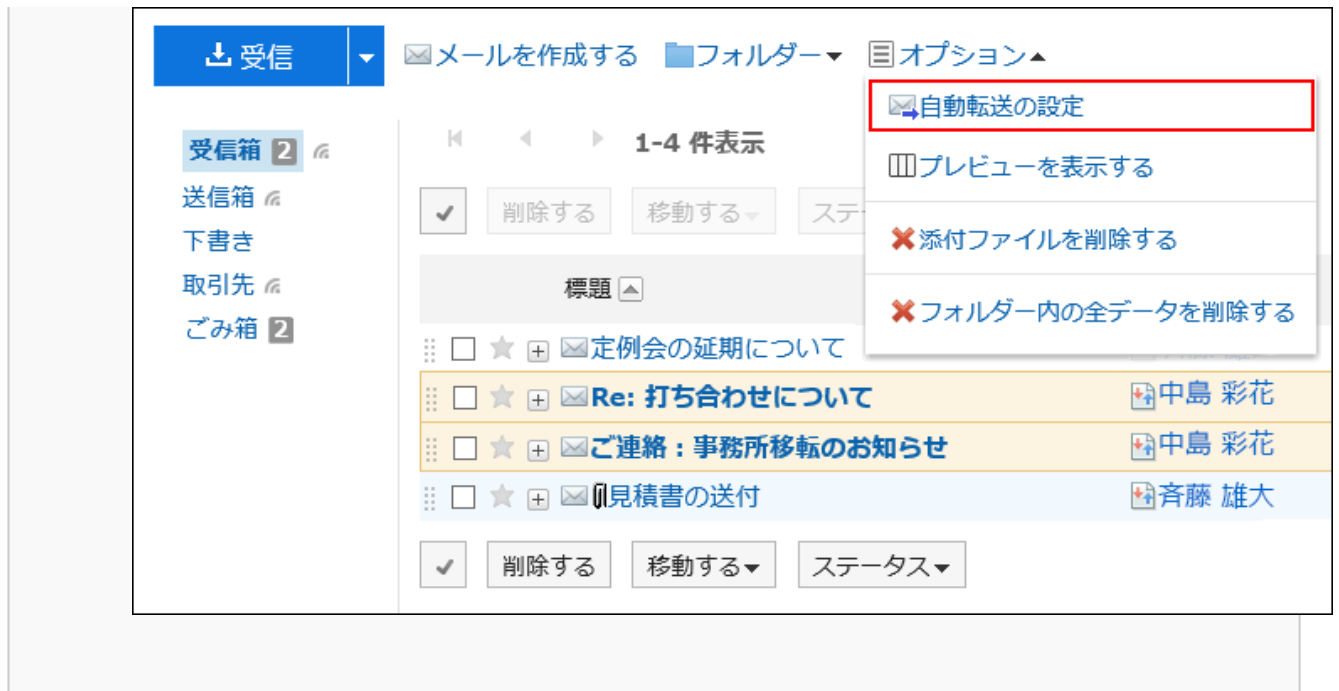 受信 メールを作成する フォルダー オプション
自動転送の設定
プレビューを表示する
添付ファイルを削除する
フォルダー内の全データを削除する
受信箱 2
送信箱
下書き
取引先
ごみ箱 2
1-4 件表示
削除する 移動する ステー
標題
定例会の延期について
Re: 打ち合わせについて 中島 彩花
ご連絡：事務所移転のお知らせ 中島 彩花
見積書の送付 斉藤 雄大
削除する 移動する ステータス